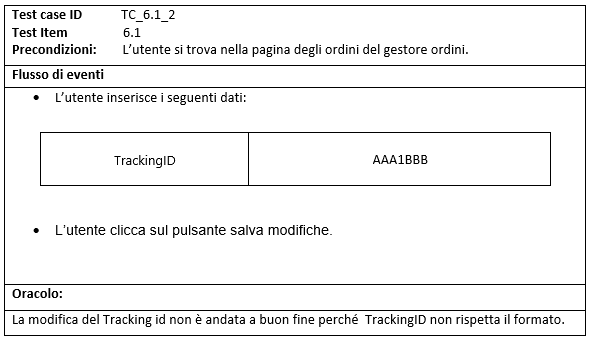 Test case ID TC_6.1_2
Test Item 6.1
Precondizioni: L’utente si trova nella pagina degli ordini del gestore ordini.
Flusso di eventi
• L’utente inserisce i seguenti dati:
TrackingID AAA1BBB
• L’utente clicca sul pulsante salva modifiche.
Oracolo:
La modifica del Tracking id non è andata a buon fine perché TrackingID non rispetta il formato.